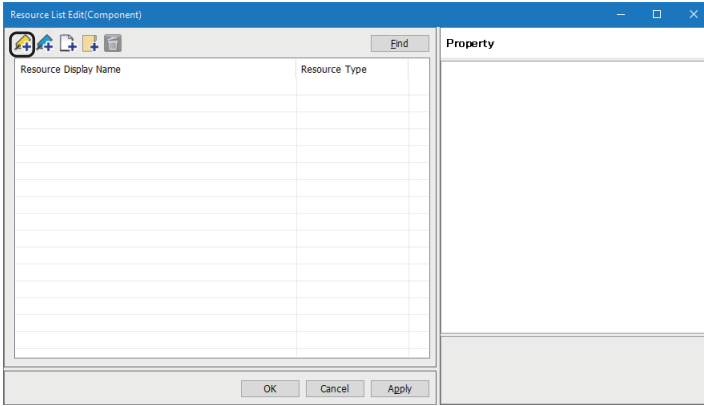 Resource List Edit(Component)
Find
Property
Resource Display Name Resource Type
OK Cancel Apply